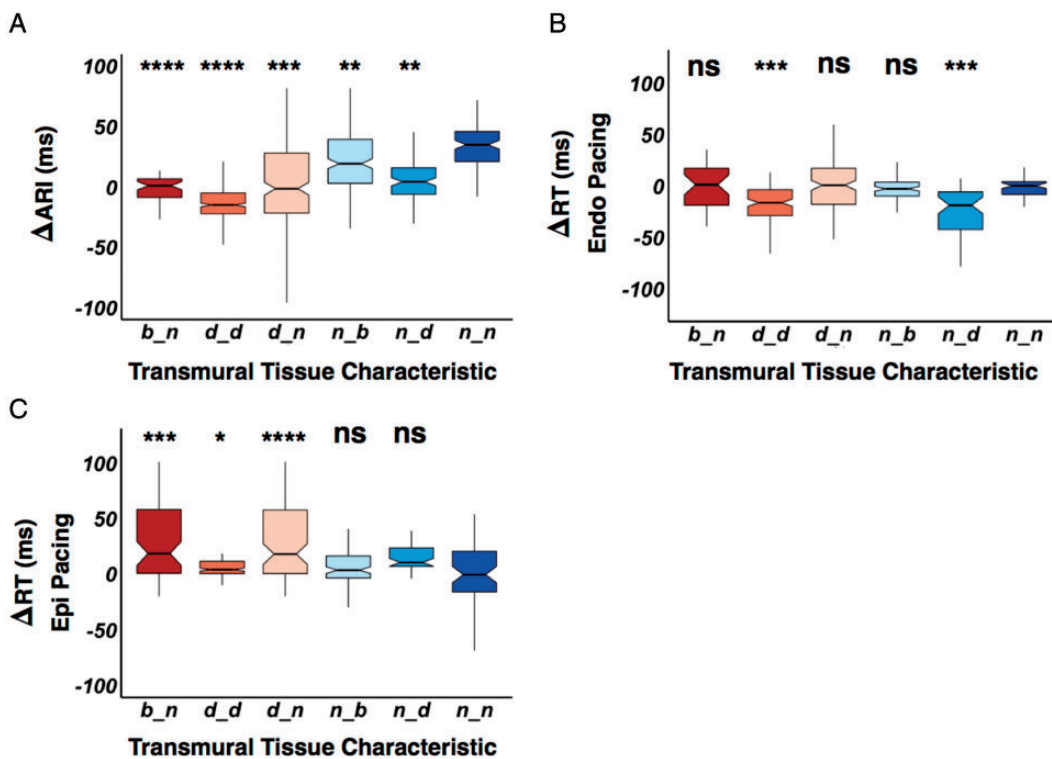 A
100
50
0
-50
-100
ΔARI (ms)
**** **** *** ** **
b_n d_d d_n n_b n_d n_n
Transmural Tissue Characteristic
B
100
50
0
-50
-100
ΔRT (ms)
Endo Pacing
ns *** ns ns ***
b_n d_d d_n n_b n_d n_n
Transmural Tissue Characteristic
C
100
50
0
-50
-100
ΔRT (ms)
Epi Pacing
*** * **** ns ns
b_n d_d d_n n_b n_d n_n
Transmural Tissue Characteristic